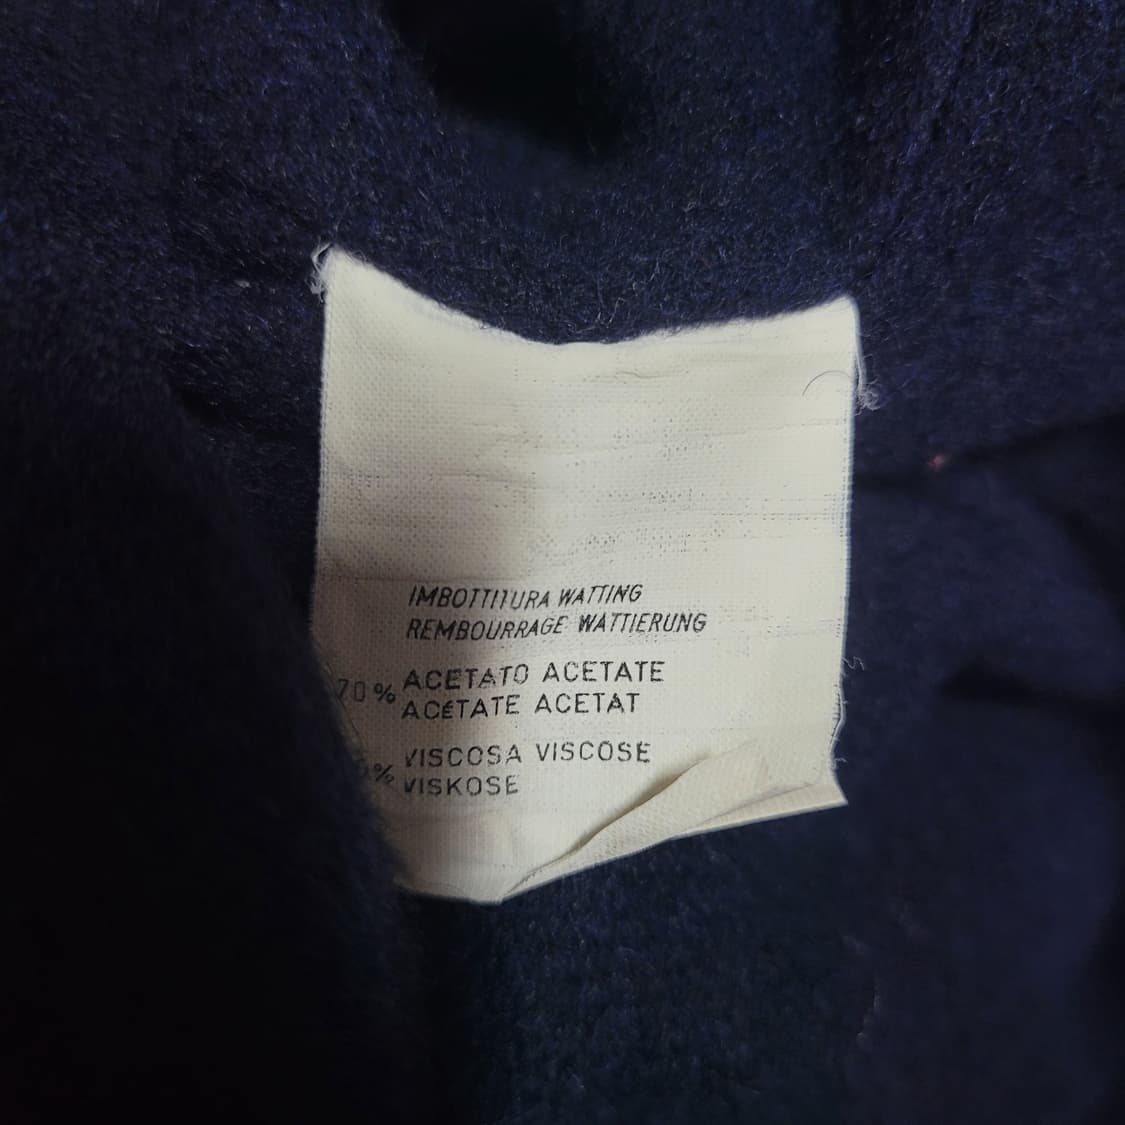 IMBOTTITURA WATTING
REMBOURRAGE WATTIERUNG
70% ACETATO ACETATE
ACETATE ACETAT
% VISCOSA VISCOSE
VISKOSE